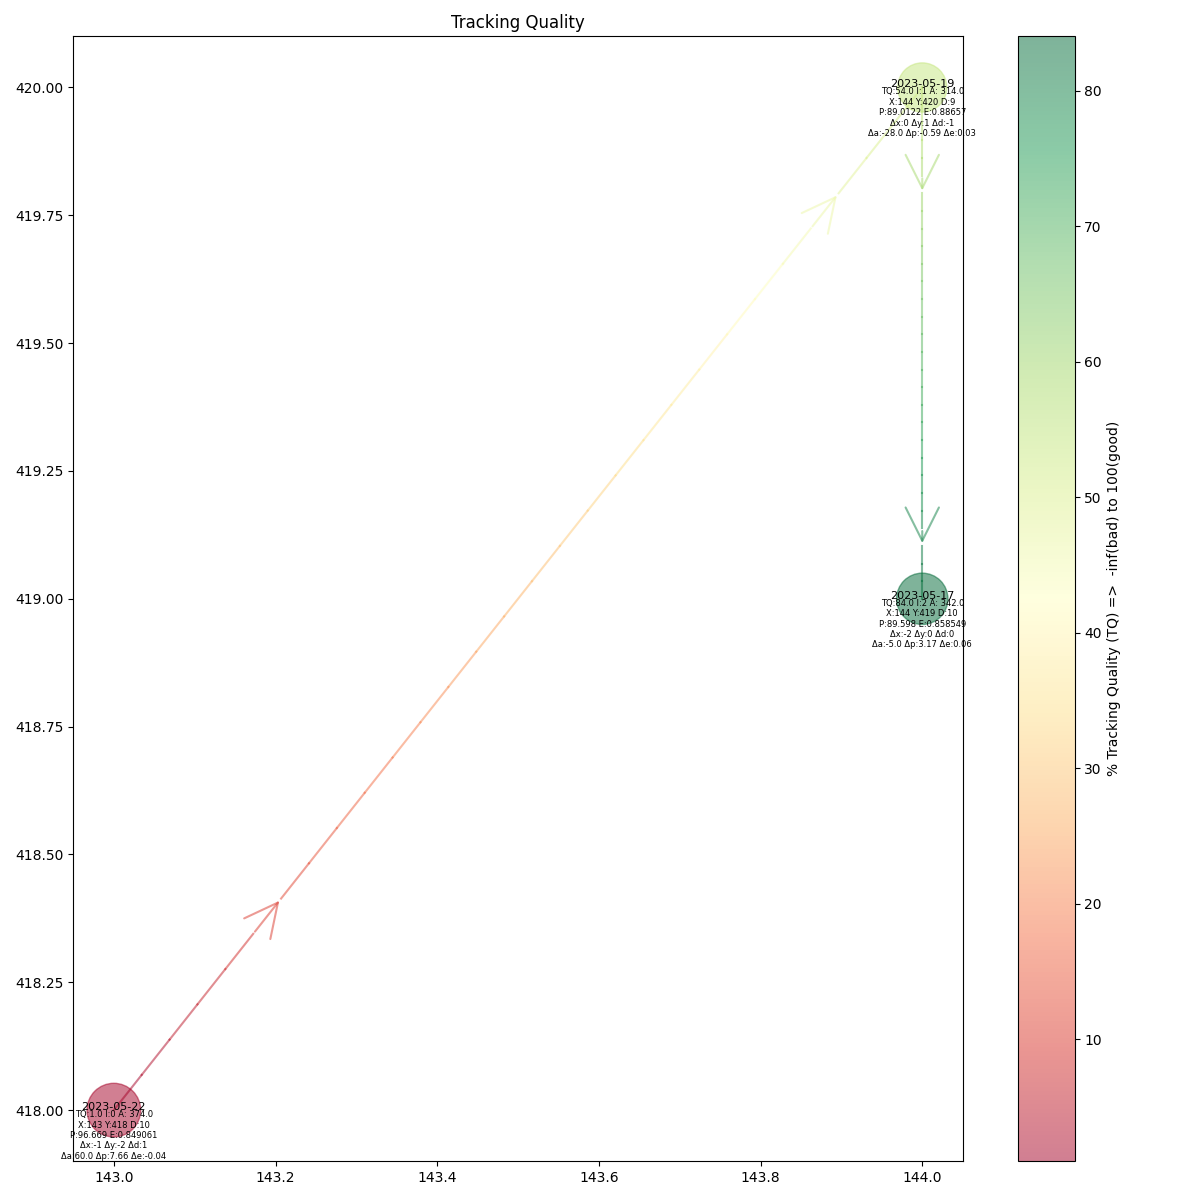 Tracking Quality
420.00
419.75
419.50
419.25
419.00
418.75
418.50
418.25
418.00
2023-05-19
TQ:54.0 I:1 A: 314.0
X:144 Y:420 D:9
P:89.0122 E:0.88657
Δx:0 Δy:1 Δd:-1
Δa:-28.0 Δp:-0.59 Δe:0.03
2023-05-17
TQ:84.0 I:2 A: 342.0
X:144 Y:419 D:10
P:89.598 E:0.858549
Δx:-2 Δy:0 Δd:0
Δa:-5.0 Δp:3.17 Δe:0.06
2023-05-22
TQ:1.0 I:0 A: 374.0
X:143 Y:418 D:10
P:96.669 E:0.849061
Δx:-1 Δy:-2 Δd:1
Δa:60.0 Δp:7.66 Δe:-0.04
143.0
143.2
143.4
143.6
143.8
144.0
80
70
60
50
40
30
20
10
% Tracking Quality (TQ) => -inf(bad) to 100(good)